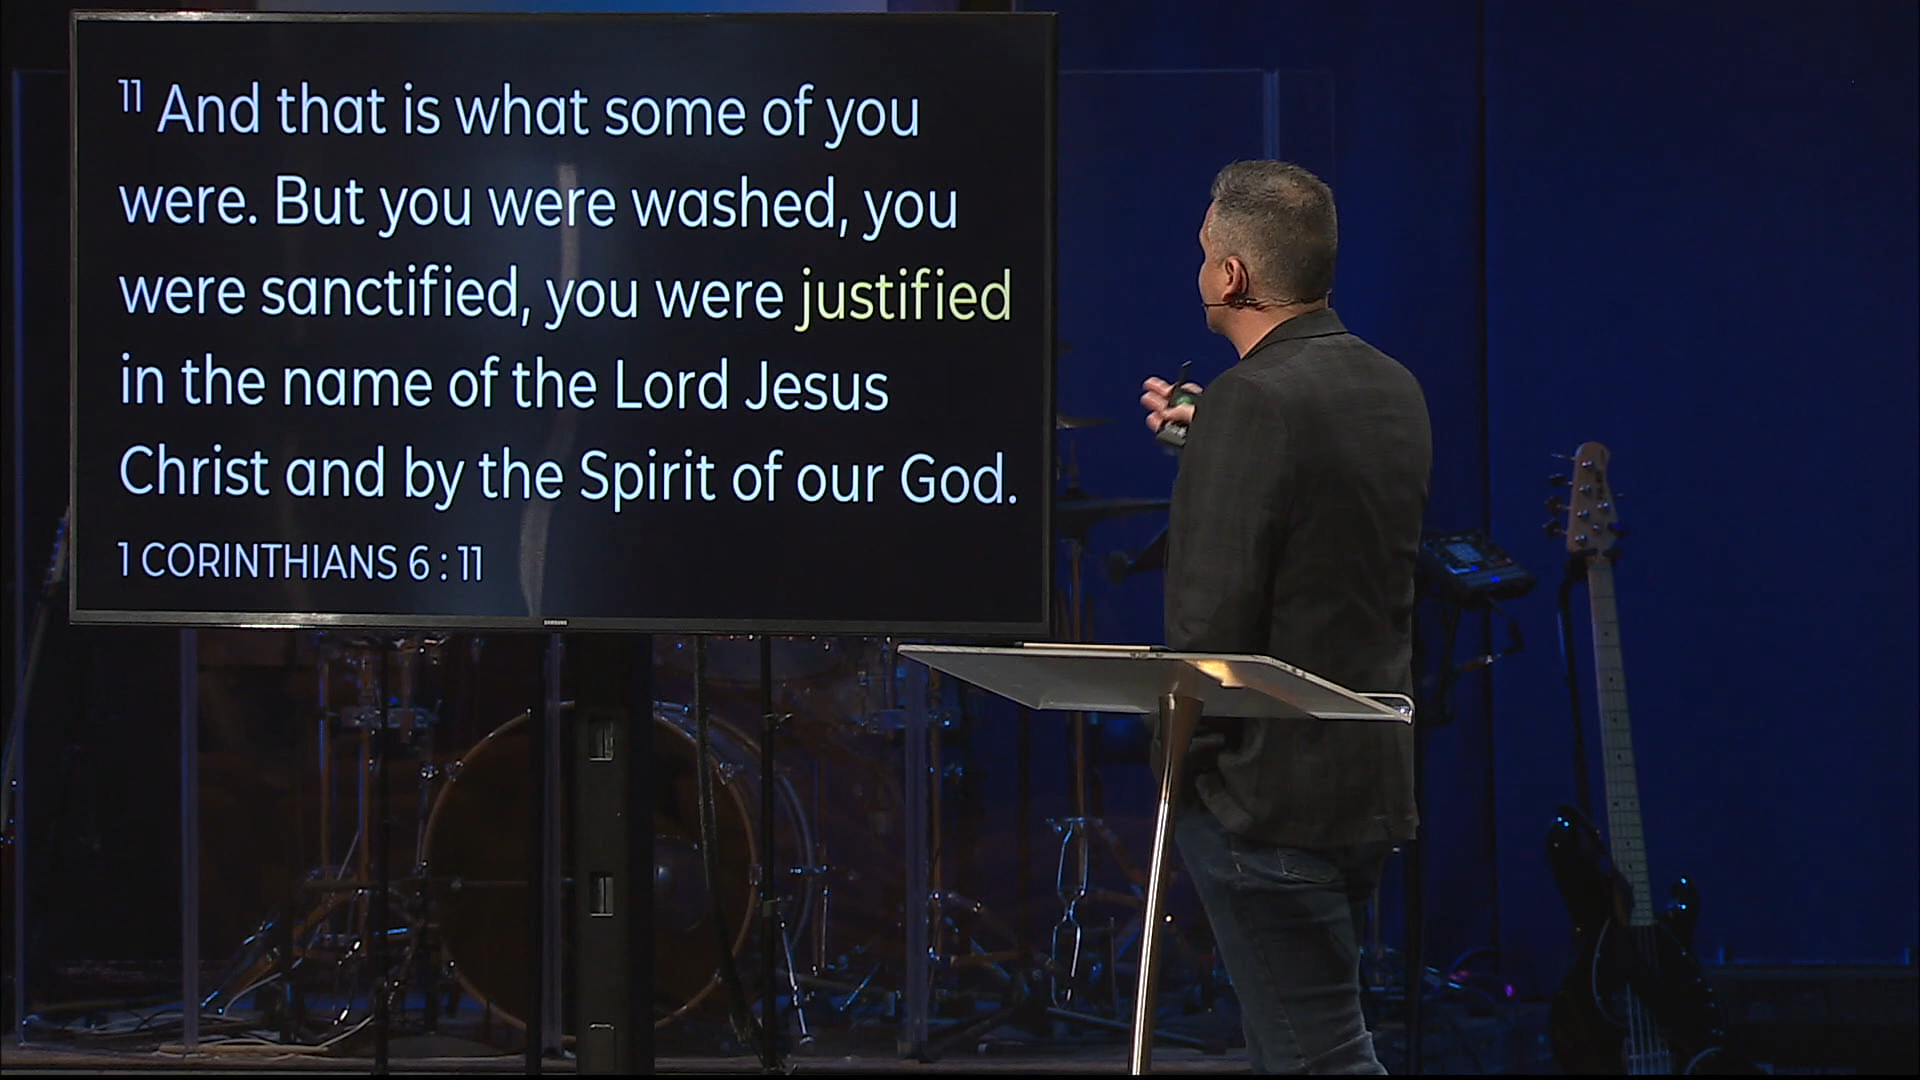 11 And that is what some of you
were. But you were washed, you
were sanctified, you were justified
in the name of the Lord Jesus
Christ and by the Spirit of our God.
1 CORINTHIANS 6 : 11
SAMSUNG